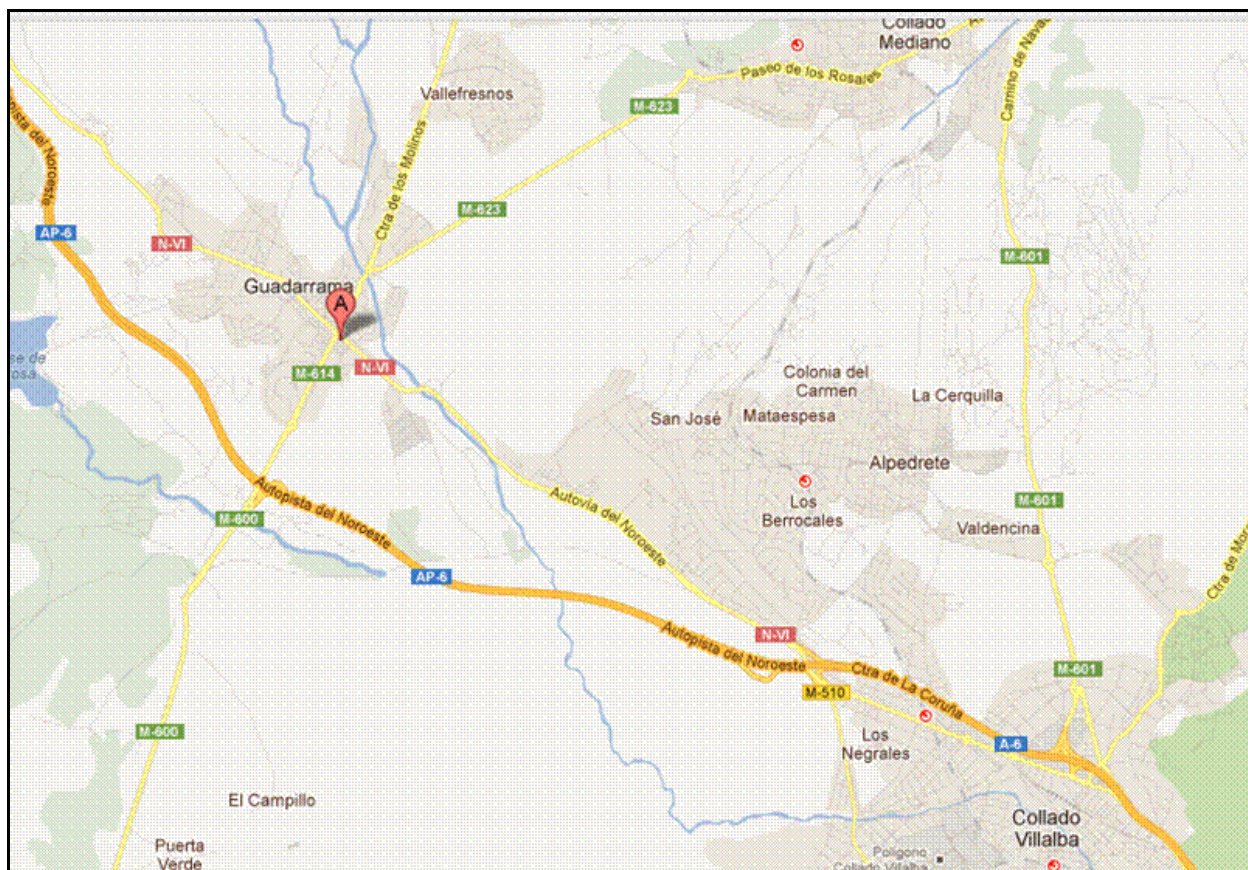 Collado
Mediano
Paseo de los Rosales
Camino de Navac
Vallefresnos
M-623
Ctra de los Molinos
del Noroeste
M-623
AP-6
N-VI
M-601
Guadarrama
A
M-614
N-VI
Colonia del
Carmen
La Cerquilla
San José
Mataespesa
Alpedrete
Los
Berrocales
M-601
Valdencina
Autopista del Noroeste
Autovía del Noroeste
M-600
AP-6
Ctra de
N-VI
Autopista del Noroeste
Ctra de La Coruña
M-601
M-510
M-600
Los
Negrales
A-6
El Campillo
Collado
Villalba
Puerta
Verde
Polígono
Collado Villalba